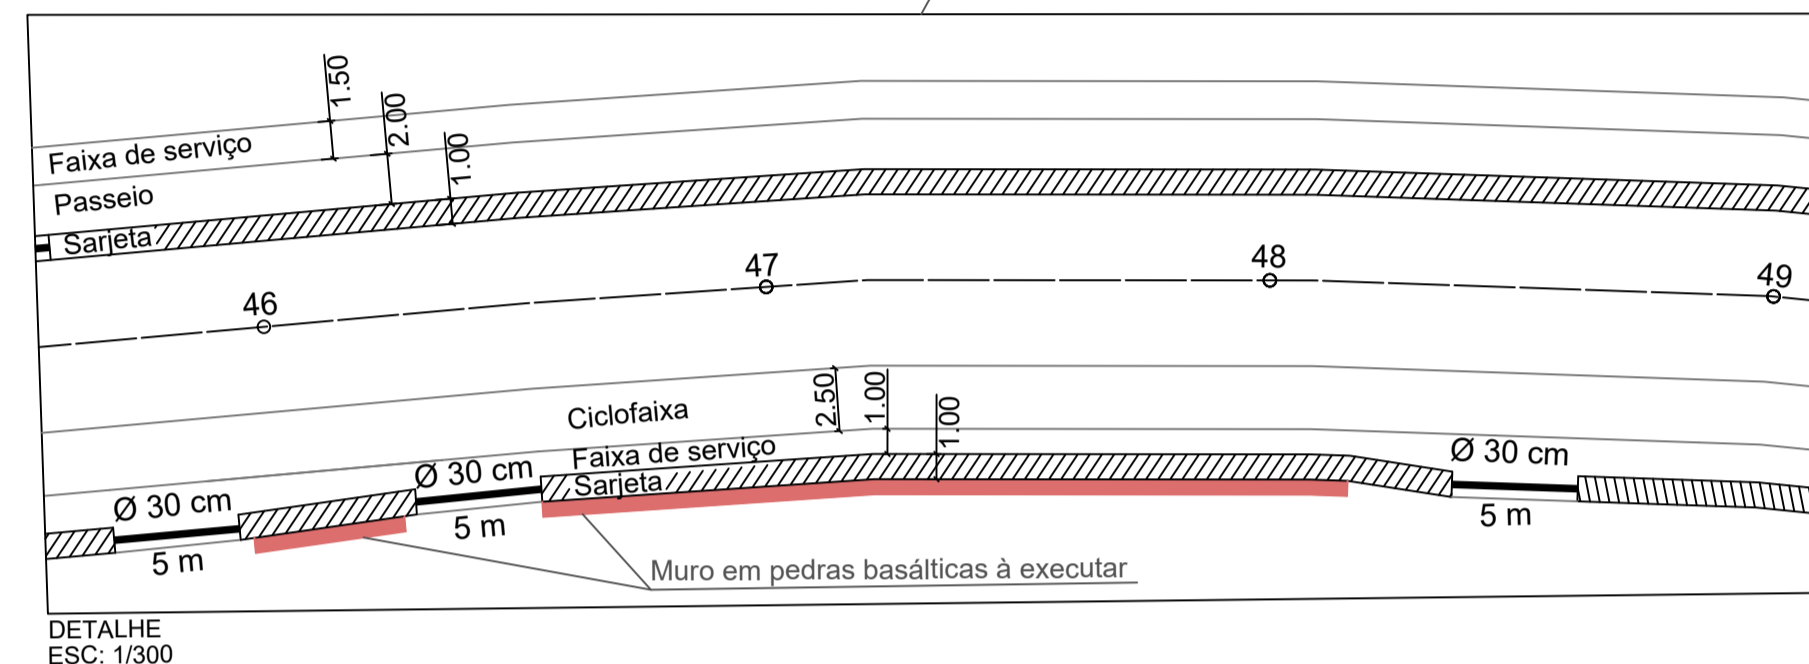 1.50
2.00
1.00
Faixa de serviço
Passeio
Sarjeta
46
47
48
49
Ciclofaixa
2.50
1.00
1.00
Faixa de serviço
Sarjeta
Ø 30 cm
5 m
Ø 30 cm
5 m
Ø 30 cm
5 m
Muro em pedras basálticas à executar
DETALHE
ESC: 1/300